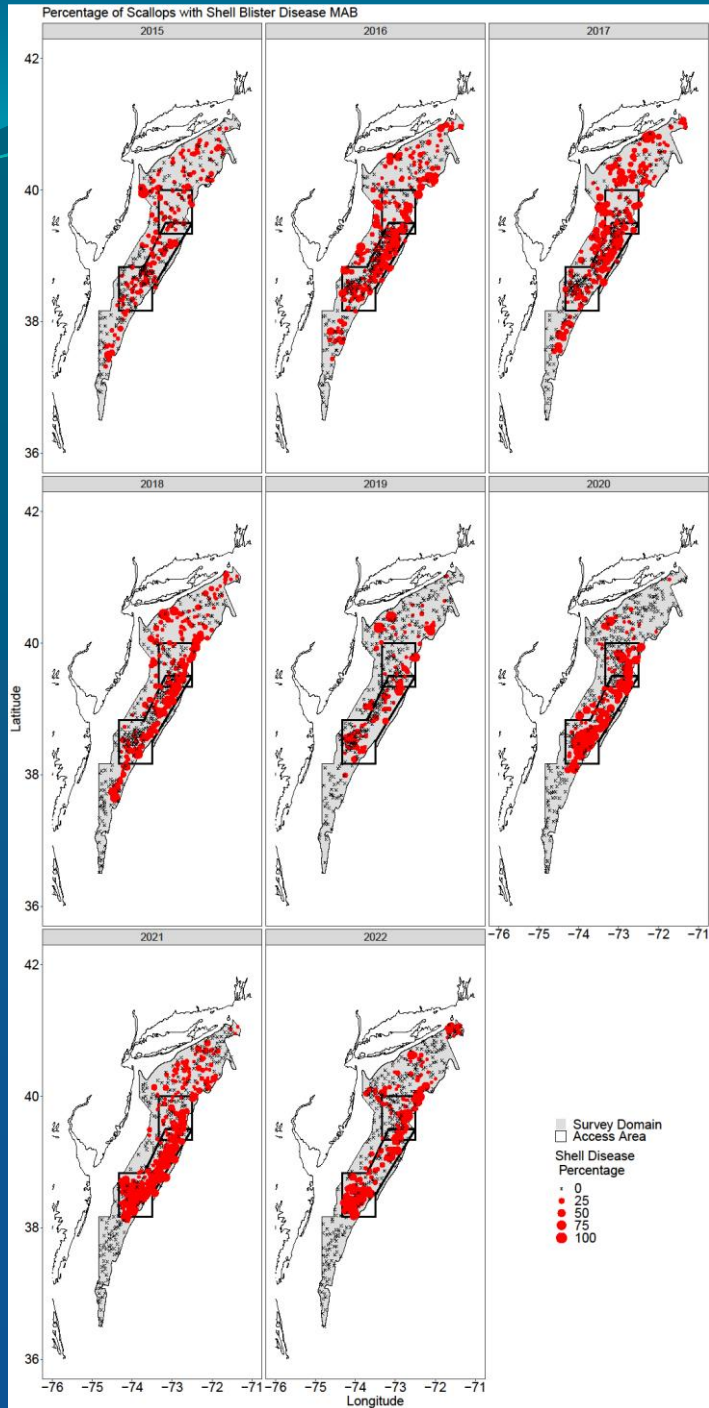 Percentage of Scallops with Shell Blister Disease MAB
2015 2016 2017
42
40
38
36
2018 2019 2020
42
40
38
36
Latitude
−76 −75 −74 −73 −72 −71
2021 2022
42
40
38
36
−76 −75 −74 −73 −72 −71 −76 −75 −74 −73 −72 −71
Longitude
Survey Domain
Access Area
Shell Disease
Percentage
0
25
50
75
100